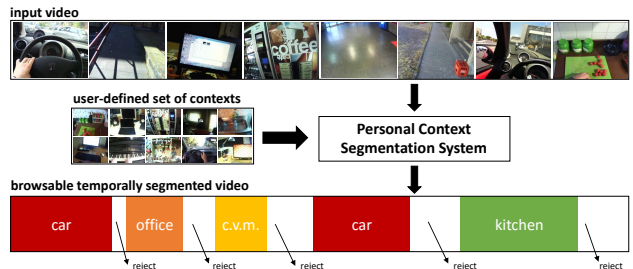 input video
coffee
user-defined set of contexts
Personal Context
Segmentation System
browsable temporally segmented video
car office c.v.m. car kitchen
reject reject reject reject reject